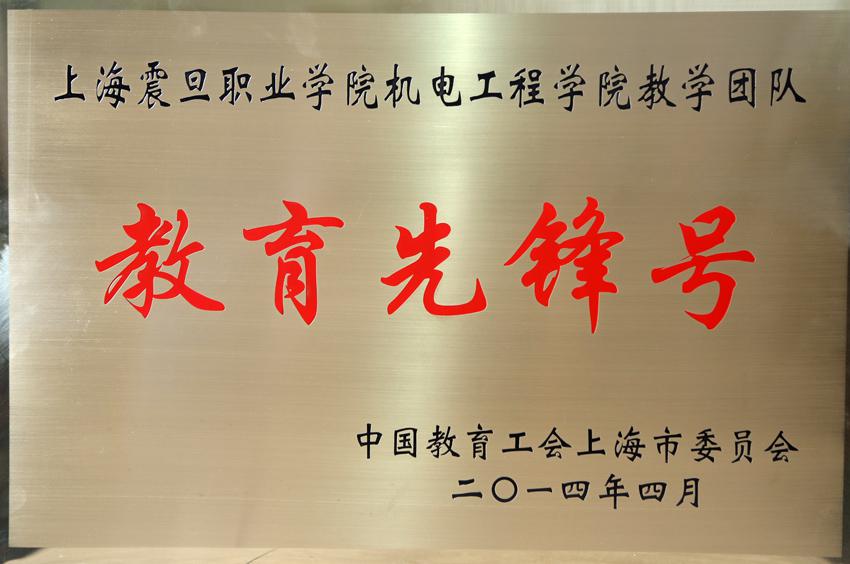 上海震旦职业学院机电工程学院教学团队
教育先锋号
中国教育工会上海市委员会
二〇一四年四月